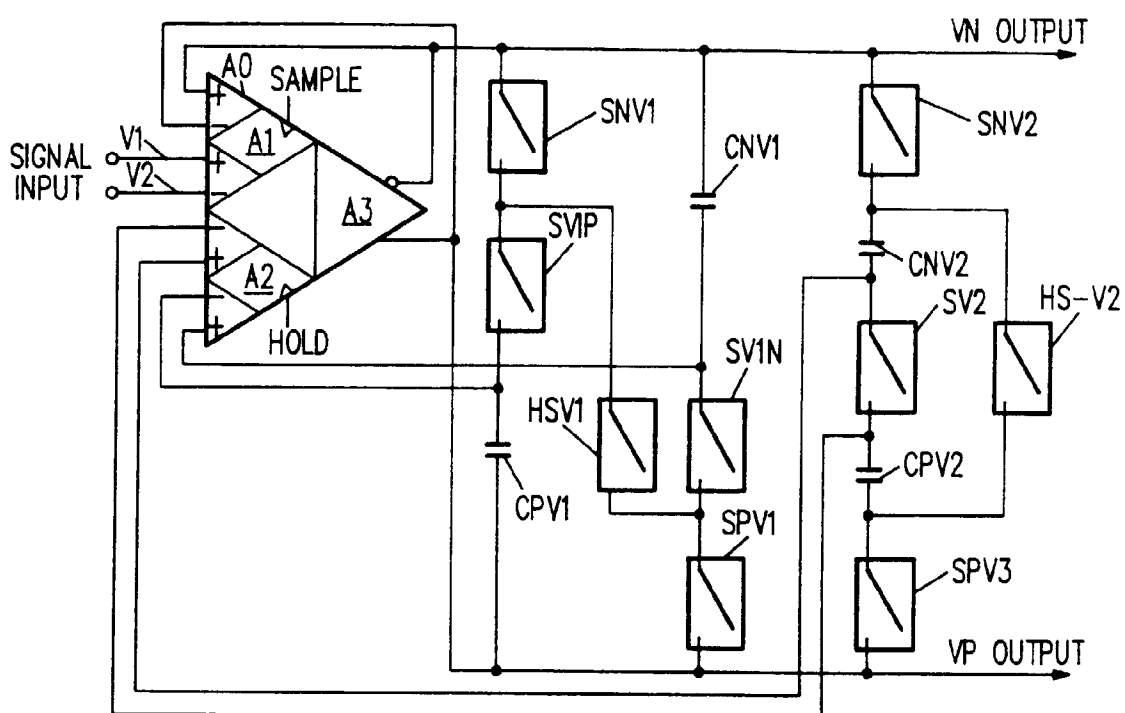 VN OUTPUT
A0
SAMPLE
SNV1
SNV2
+
−
V1
A1
+
CNV1
SIGNAL
INPUT
V2
−
A3
SVIP
−
+
A2
CNV2
SV2
HS-V2
−
+
HOLD
SV1N
HSV1
CPV2
CPV1
SPV1
SPV3
VP OUTPUT